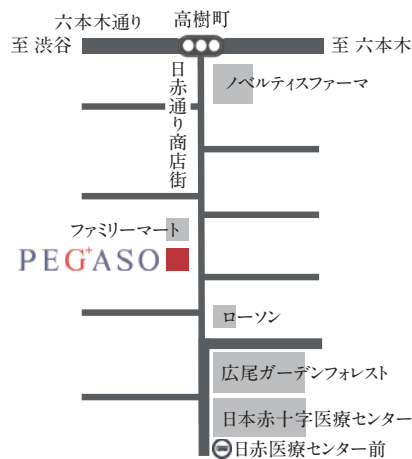 六本木通り
高樹町
至 渋谷
至 六本木
日赤通り商店街
ノベルティスファーマ
ファミリーマート
PEG+ASO
ローソン
広尾ガーデンフォレスト
日本赤十字医療センター
日赤医療センター前